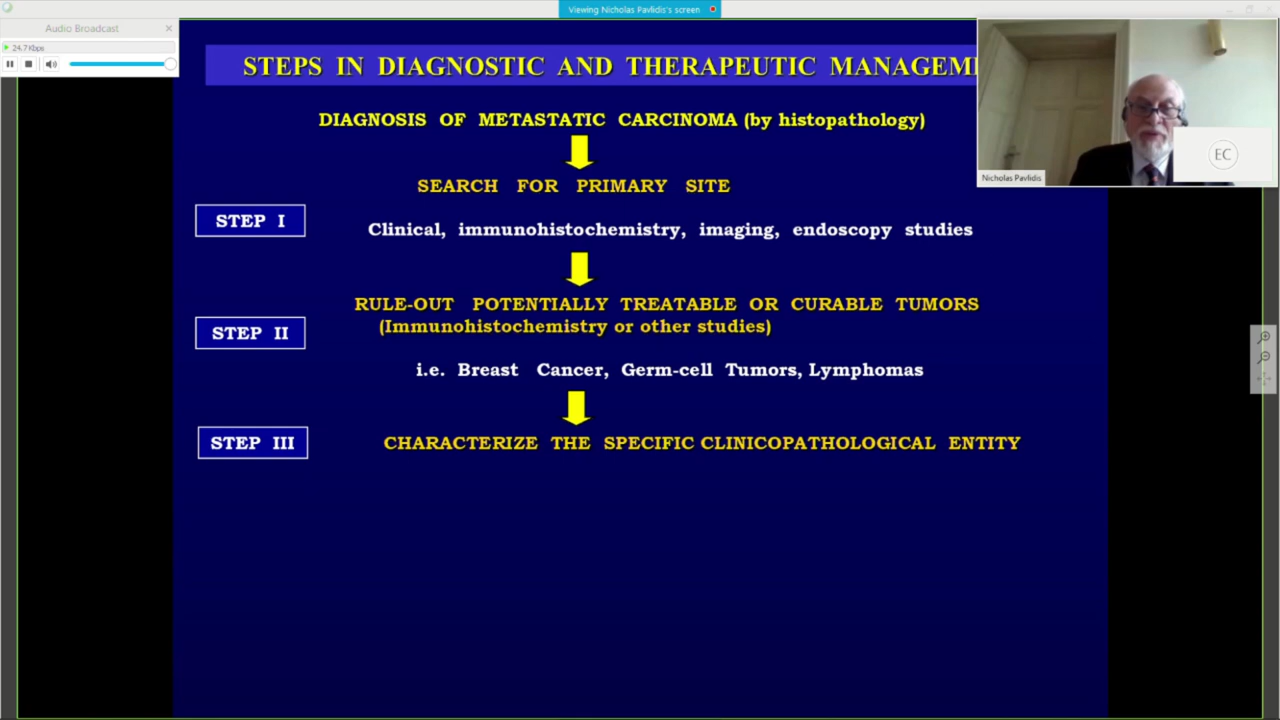 Viewing Nicholas Pavlidis's screen
Audio Broadcast
24.7Kbps
STEPS IN DIAGNOSTIC AND THERAPEUTIC MANAGEM
DIAGNOSIS OF METASTATIC CARCINOMA (by histopathology)
EC
Nicholas Pavlidis
SEARCH FOR PRIMARY SITE
STEP I
Clinical, immunohistochemistry, imaging, endoscopy studies
RULE-OUT POTENTIALLY TREATABLE OR CURABLE TUMORS
(Immunohistochemistry or other studies)
STEP II
i.e. Breast Cancer, Germ-cell Tumors, Lymphomas
STEP III
CHARACTERIZE THE SPECIFIC CLINICOPATHOLOGICAL ENTITY